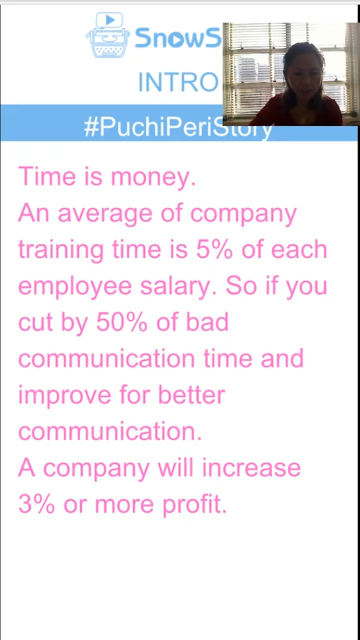 SnowS
INTRO
#PuchiPeriStory
Time is money.
An average of company
training time is 5% of each
employee salary. So if you
cut by 50% of bad
communication time and
improve for better
communication.
A company will increase
3% or more profit.